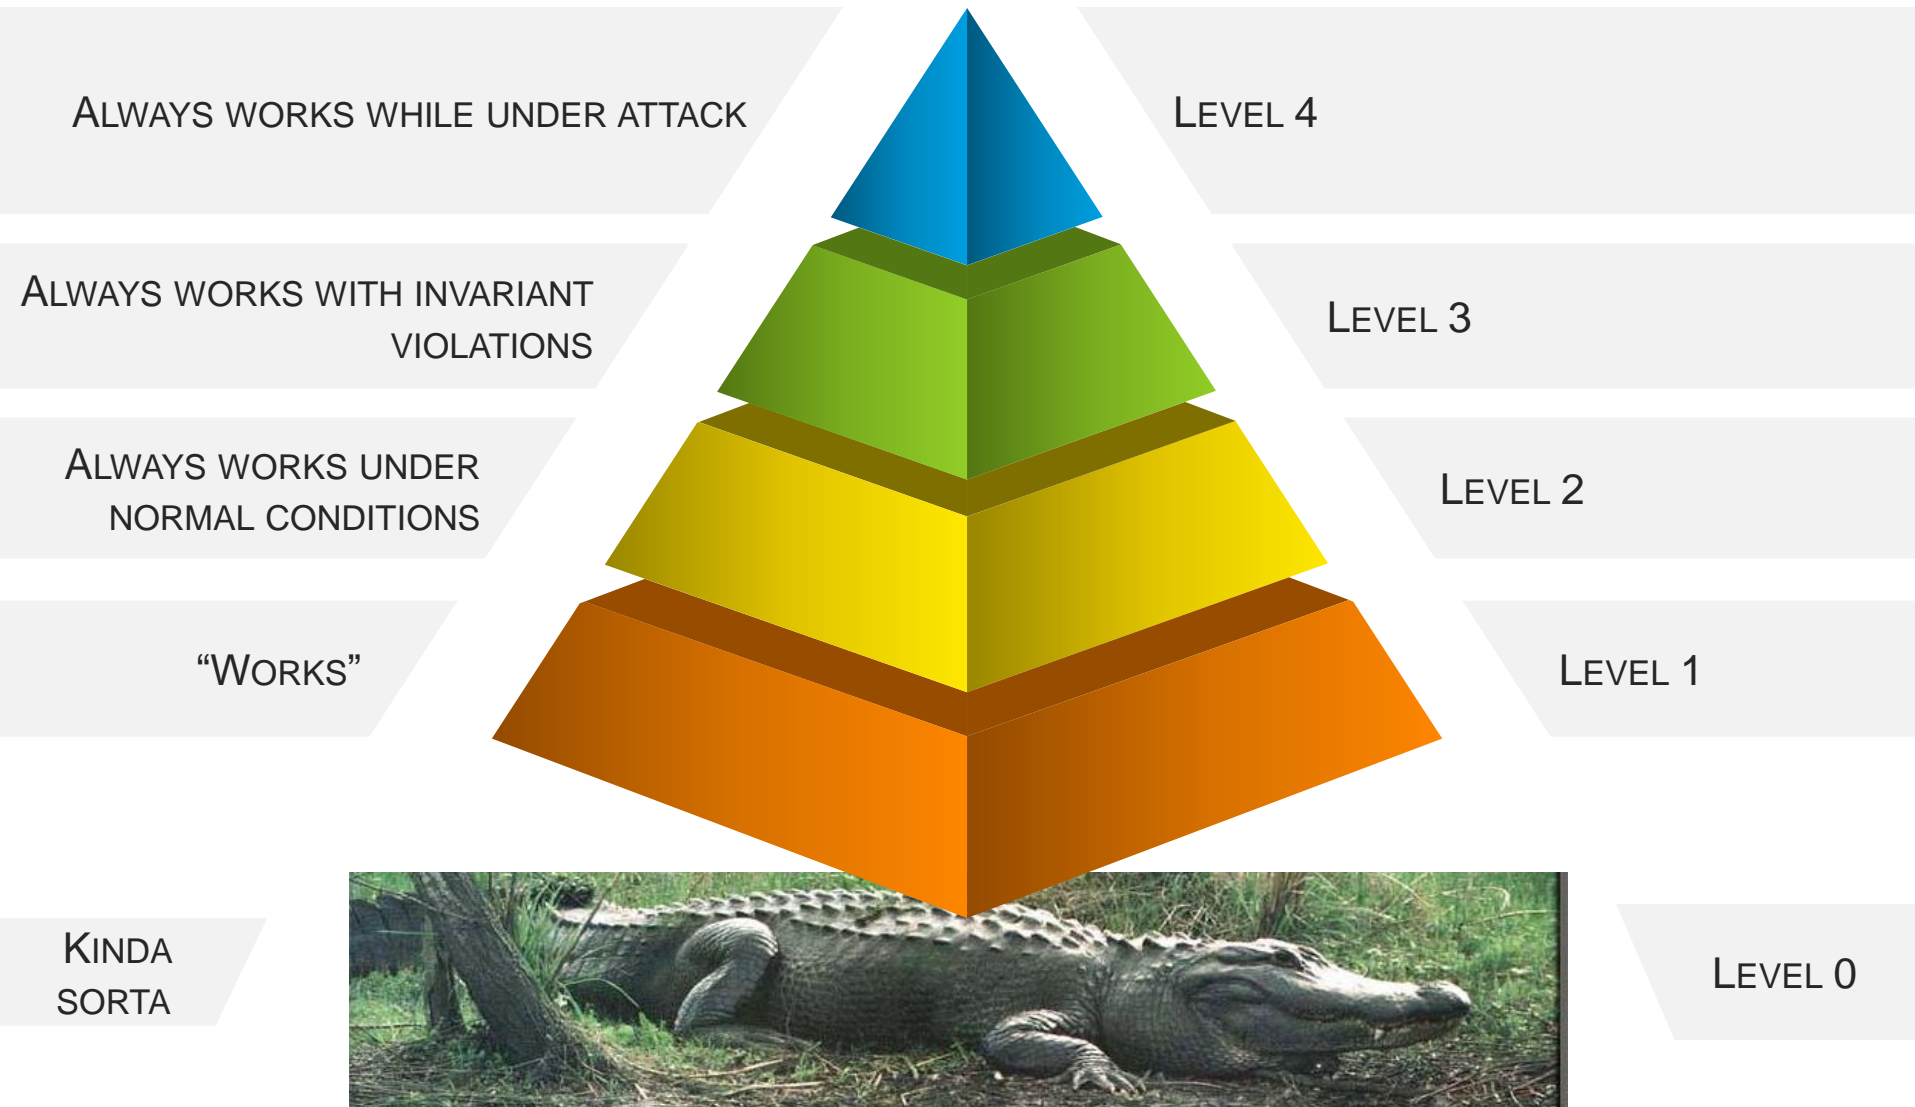 ALWAYS WORKS WHILE UNDER ATTACK
LEVEL 4
ALWAYS WORKS WITH INVARIANT
VIOLATIONS
LEVEL 3
ALWAYS WORKS UNDER
NORMAL CONDITIONS
LEVEL 2
“WORKS”
LEVEL 1
KINDA
SORTA
LEVEL 0